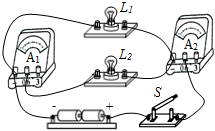 L₁
A₁
A₂
L₂
- +
S